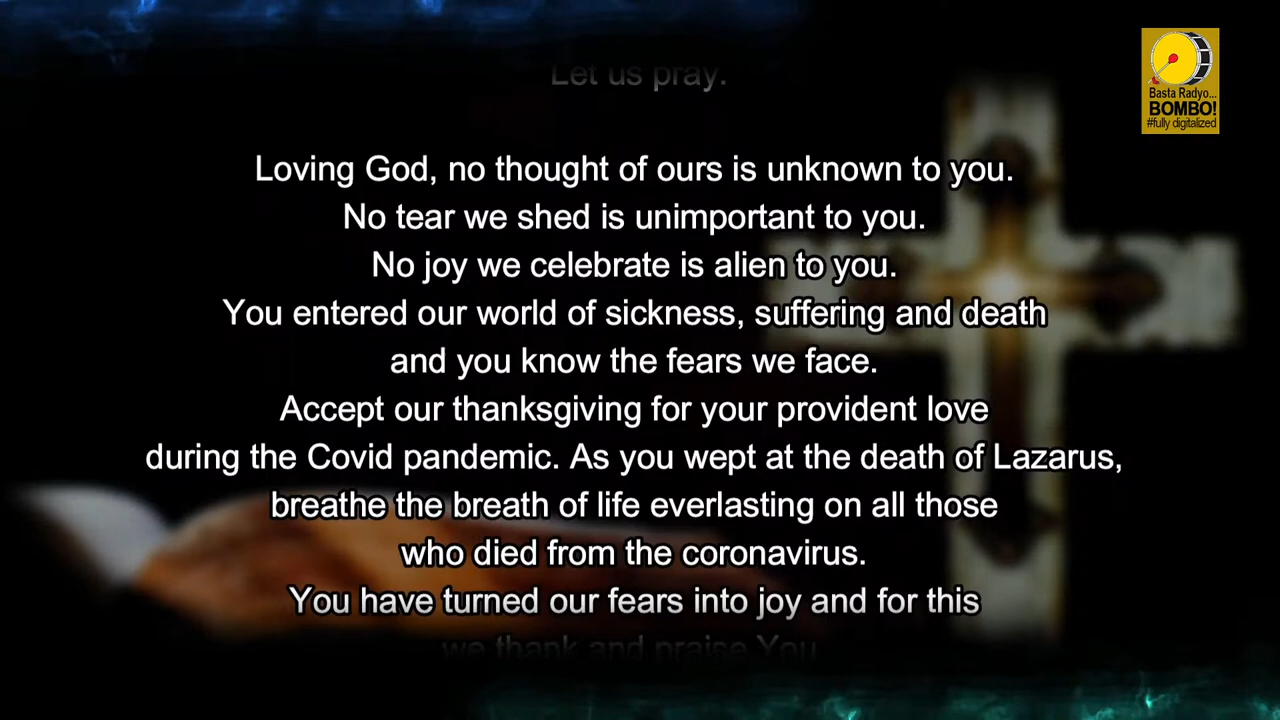 Basta Radyo...
BOMBO!
#fully digitalized
Let us pray.
Loving God, no thought of ours is unknown to you.
No tear we shed is unimportant to you.
No joy we celebrate is alien to you.
You entered our world of sickness, suffering and death
and you know the fears we face.
Accept our thanksgiving for your provident love
during the Covid pandemic. As you wept at the death of Lazarus,
breathe the breath of life everlasting on all those
who died from the coronavirus.
You have turned our fears into joy and for this
we thank and praise You